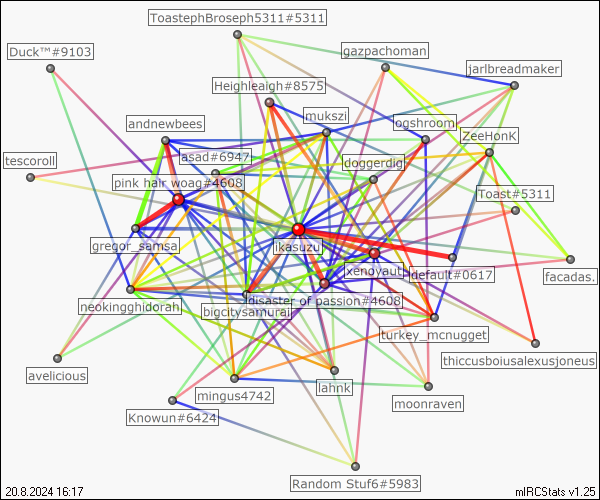 ToastephBroseph5311#5311
Duck™#9103
gazpachoman
jarlbreadmaker
Heighleaigh#8575
mukszi
andnewbees
ogshroom
ZeeHonK
asad#6947
doggerdig
tescoroll
pink hair woag#4608
Toast#5311
gregor_samsa
ikasuzu
xenovaut
default#0617
facadas.
neokingghidorah
disaster of passion#4608
bigcitysamurai
turkey_mcnugget
thiccusboiusalexusjoneus
avelicious
mingus4742
lahnk
moonraven
Knowun#6424
Random Stuf6#5983
20.8.2024 16:17
mIRCStats v1.25